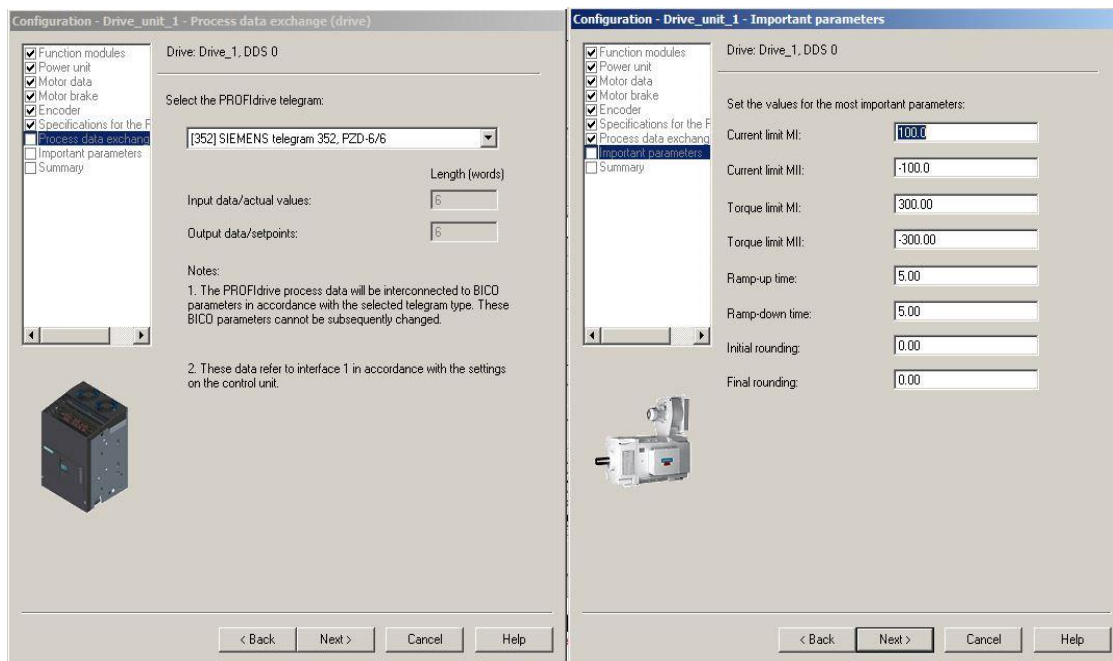 Configuration - Drive_unit_1 - Process data exchange (drive)
Function modules
Power unit
Motor data
Motor brake
Encoder
Specifications for the F
Process data exchang
Important parameters
Summary
Drive: Drive_1, DDS 0
Select the PROFIdrive telegram:
[352] SIEMENS telegram 352, PZD-6/6
Length (words)
Input data/actual values:
6
Output data/setpoints:
6
Notes:
1. The PROFIdrive process data will be interconnected to BICO
parameters in accordance with the selected telegram type. These
BICO parameters cannot be subsequently changed.
2. These data refer to interface 1 in accordance with the settings
on the control unit.
< Back
Next >
Cancel
Help
Configuration - Drive_unit_1 - Important parameters
Function modules
Power unit
Motor data
Motor brake
Encoder
Specifications for the F
Process data exchang
Important parameters
Summary
Drive: Drive_1, DDS 0
Set the values for the most important parameters:
Current limit MI:
100.0
Current limit MII:
-100.0
Torque limit MI:
300.00
Torque limit MII:
-300.00
Ramp-up time:
5.00
Ramp-down time:
5.00
Initial rounding:
0.00
Final rounding:
0.00
< Back
Next >
Cancel
Help